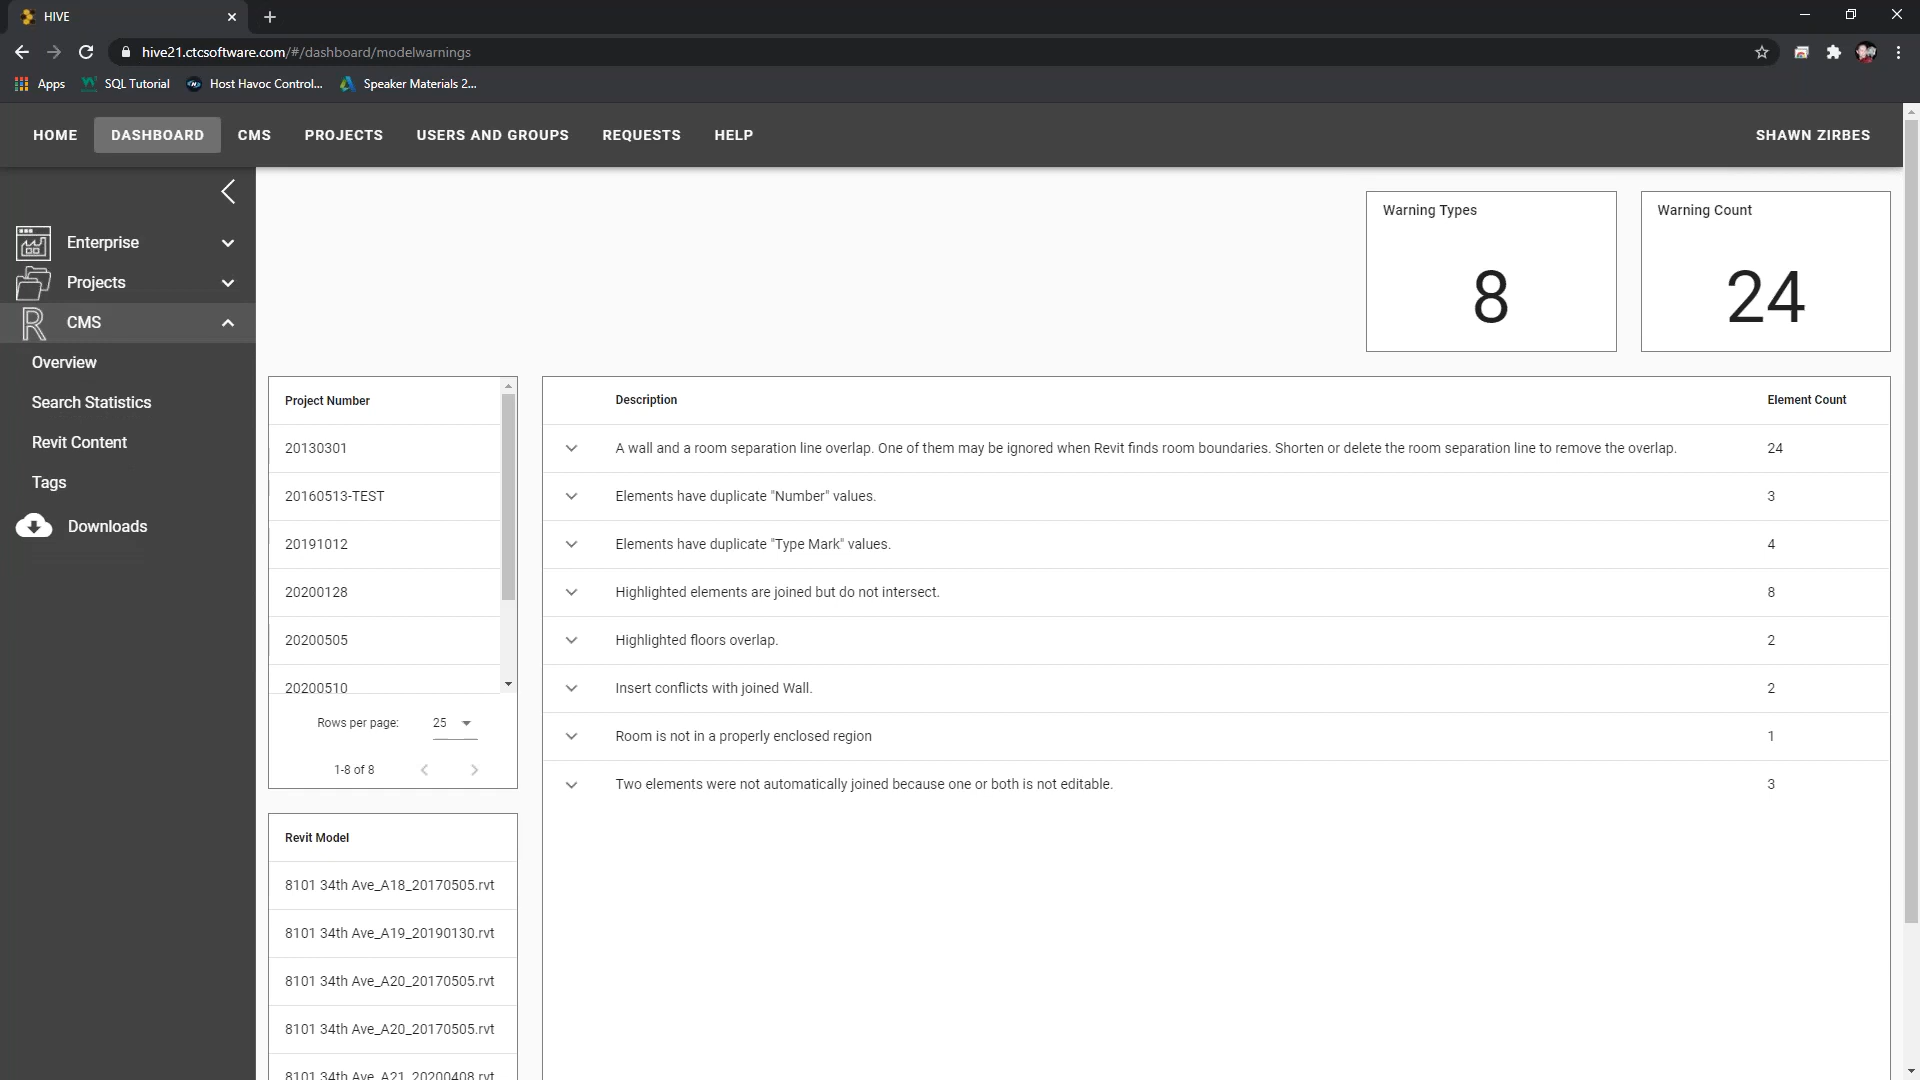 HIVE
hive21.ctcsoftware.com/#/dashboard/modelwarnings
Apps SQL Tutorial Host Havoc Control... Speaker Materials 2...
HOME DASHBOARD CMS PROJECTS USERS AND GROUPS REQUESTS HELP SHAWN ZIRBES
Enterprise
Projects
CMS
Overview
Search Statistics
Revit Content
Tags
Downloads
Warning Types
8
Warning Count
24
Project Number
20130301
20160513-TEST
20191012
20200128
20200505
20200510
Rows per page: 25
1-8 of 8
Revit Model
8101 34th Ave_A18_20170505.rvt
8101 34th Ave_A19_20190130.rvt
8101 34th Ave_A20_20170505.rvt
8101 34th Ave_A20_20170505.rvt
8101 34th Ave_A21_20200408.rvt
Description Element Count
A wall and a room separation line overlap. One of them may be ignored when Revit finds room boundaries. Shorten or delete the room separation line to remove the overlap. 24
Elements have duplicate "Number" values. 3
Elements have duplicate "Type Mark" values. 4
Highlighted elements are joined but do not intersect. 8
Highlighted floors overlap. 2
Insert conflicts with joined Wall. 2
Room is not in a properly enclosed region 1
Two elements were not automatically joined because one or both is not editable. 3